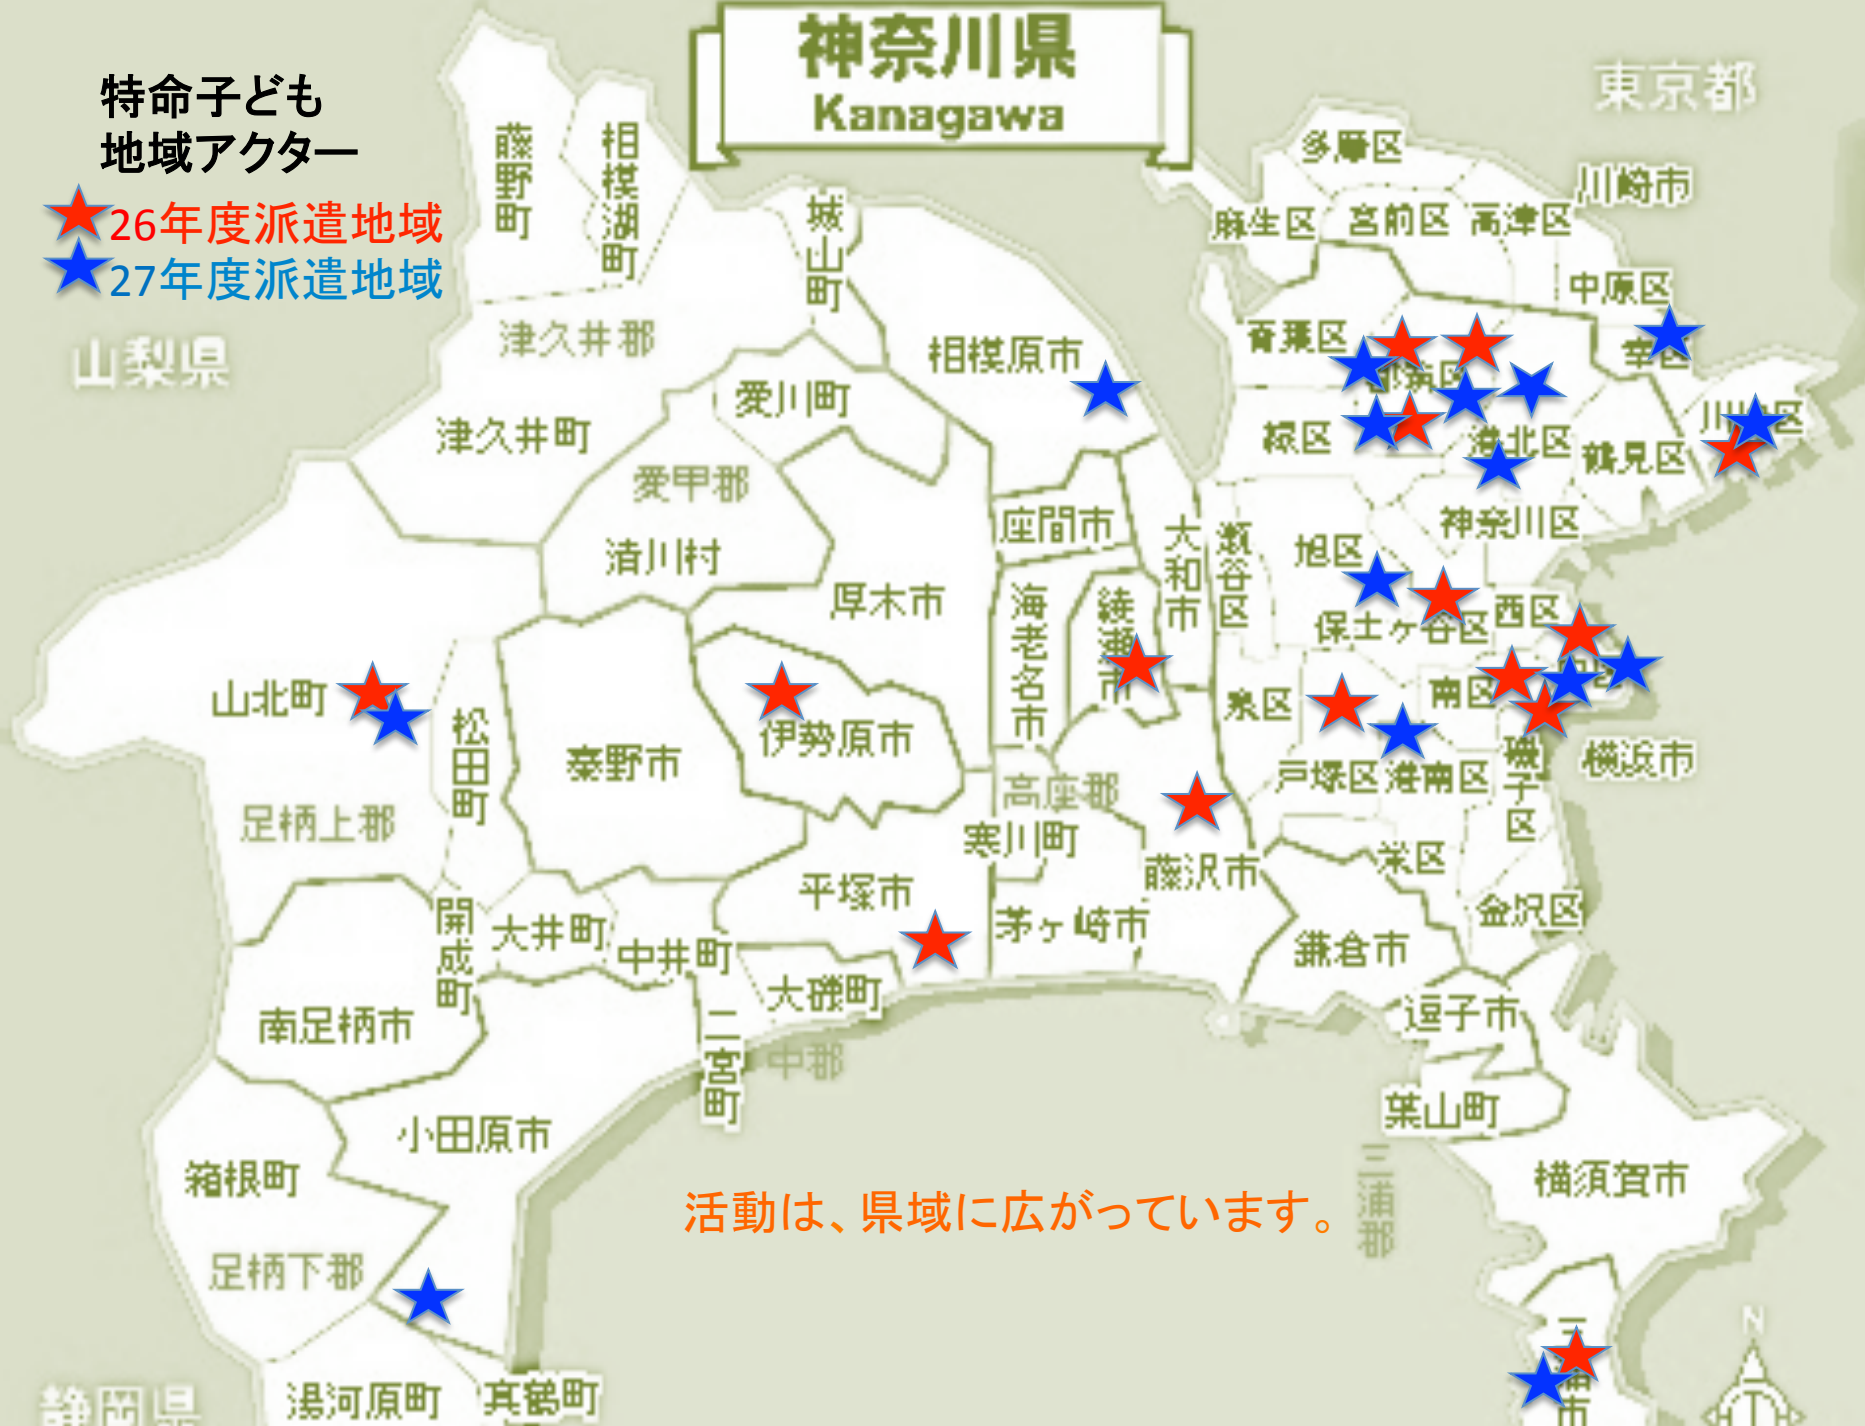 神奈川県
Kanagawa
特命子ども
地域アクター
26年度派遣地域
27年度派遣地域
東京都
川崎市
多摩区
麻生区
宮前区
高津区
中原区
幸区
藤野町
相模湖町
城山町
津久井郡
山梨県
相模原市
青葉区
愛川町
津久井町
緑区
港北区
鶴見区
愛甲郡
座間市
大和市
瀬谷区
旭区
神奈川区
清川村
厚木市
海老名市
綾瀬市
保土ヶ谷区
西区
山北町
松田町
秦野市
伊勢原市
泉区
南区
戸塚区
港南区
磯子区
横浜市
足柄上郡
高座郡
寒川町
平塚市
藤沢市
栄区
金沢区
開成町
大井町
中井町
茅ヶ崎市
鎌倉市
大磯町
南足柄市
二宮町
中郡
逗子市
葉山町
小田原市
箱根町
三浦郡
横須賀市
活動は、県域に広がっています。
足柄下郡
N
湯河原町
真鶴町
静岡県